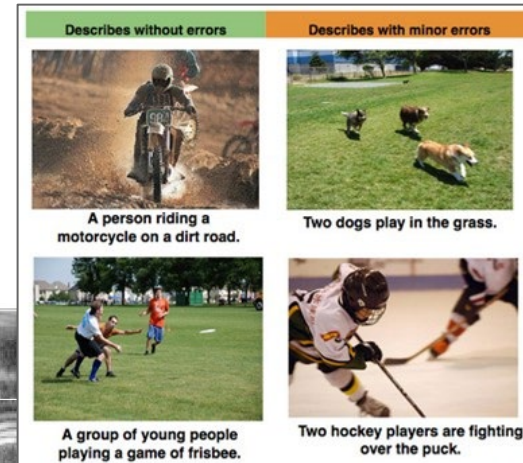 Describes without errors
Describes with minor errors
A person riding a
motorcycle on a dirt road.
Two dogs play in the grass.
A group of young people
playing a game of frisbee.
Two hockey players are fighting
over the puck.